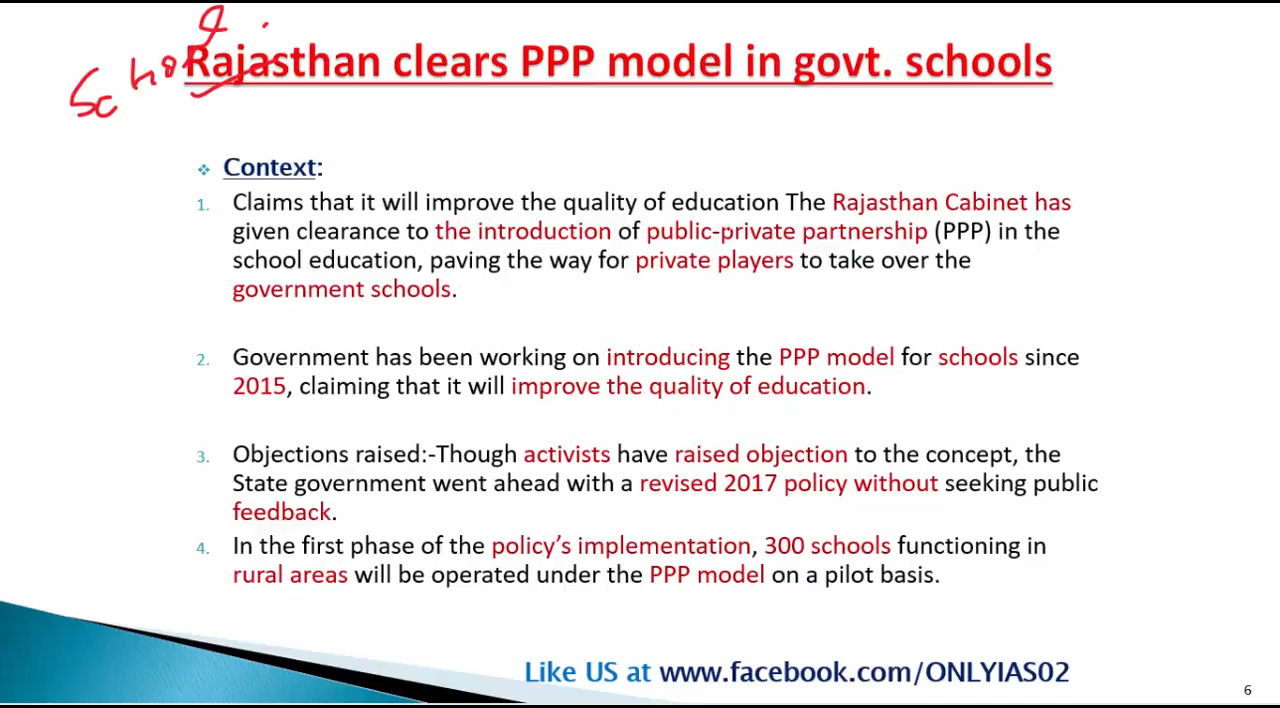 Rajasthan clears PPP model in govt. schools
Context:
1. Claims that it will improve the quality of education The Rajasthan Cabinet has
given clearance to the introduction of public-private partnership (PPP) in the
school education, paving the way for private players to take over the
government schools.
2. Government has been working on introducing the PPP model for schools since
2015, claiming that it will improve the quality of education.
3. Objections raised:-Though activists have raised objection to the concept, the
State government went ahead with a revised 2017 policy without seeking public
feedback.
4. In the first phase of the policy’s implementation, 300 schools functioning in
rural areas will be operated under the PPP model on a pilot basis.
Like US at www.facebook.com/ONLYIAS02
6